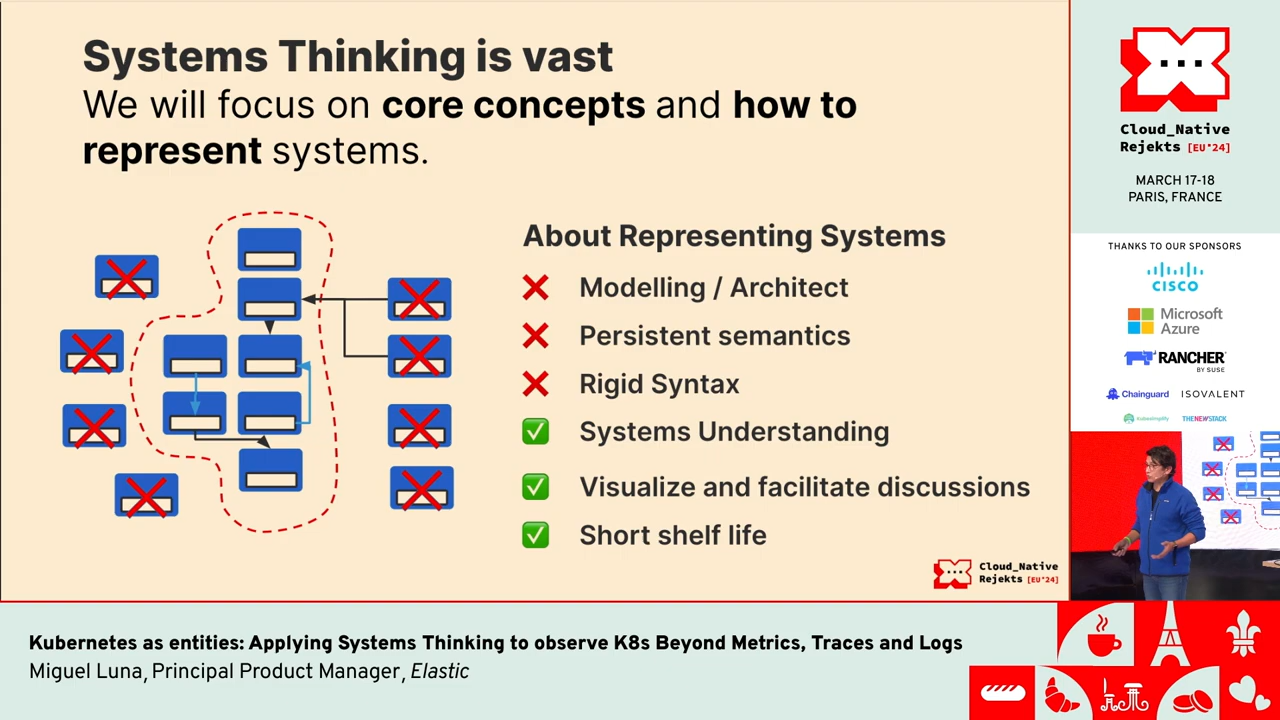 Systems Thinking is vast
We will focus on core concepts and how to
represent systems.
About Representing Systems
Modelling / Architect
Persistent semantics
Rigid Syntax
Systems Understanding
Visualize and facilitate discussions
Short shelf life
Cloud_Native
Rejekts [EU'24]
Cloud_Native
Rejekts [EU'24]
MARCH 17-18
PARIS, FRANCE
THANKS TO OUR SPONSORS
CISCO
Microsoft
Azure
RANCHER
BY SUSE
Chainguard
ISOVALENT
kubesimplify
THENEWSTACK
Kubernetes as entities: Applying Systems Thinking to observe K8s Beyond Metrics, Traces and Logs
Miguel Luna, Principal Product Manager, Elastic